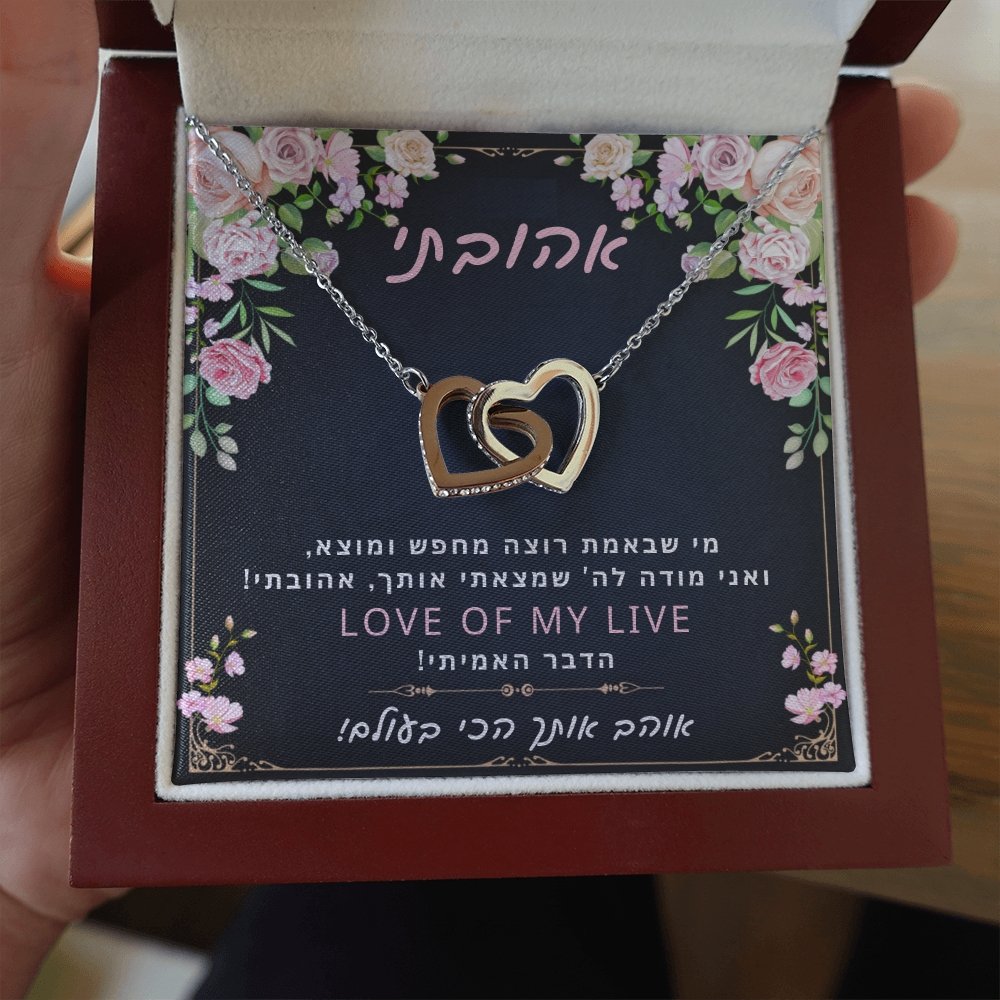 אהובתי
מי שבאמת רוצה מחפש ומוצא,
ואני מודה לה' שמצאתי אותך, אהובתי!
LOVE OF MY LIVE
הדבר האמיתי!
אוהב אותך הכי בעולם!